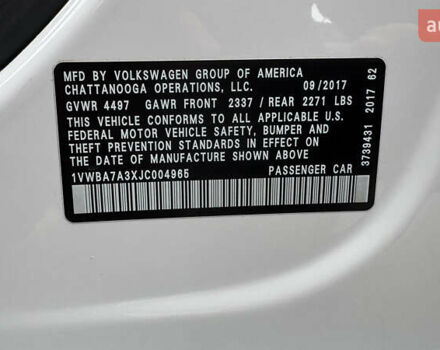 MFD BY VOLKSWAGEN GROUP OF AMERICA
CHATTANOOGA OPERATIONS, LLC. 09/2017
GVWR 4497 GAWR FRONT 2337 / REAR 2271 LBS
THIS VEHICLE CONFORMS TO ALL APPLICABLE U.S.
FEDERAL MOTOR VEHICLE SAFETY, BUMPER AND
THEFT PREVENTION STANDARDS IN EFFECT ON
THE DATE OF MANUFACTURE SHOWN ABOVE
1VWBA7A3XJC004965 PASSENGER CAR
3739431 2017 62